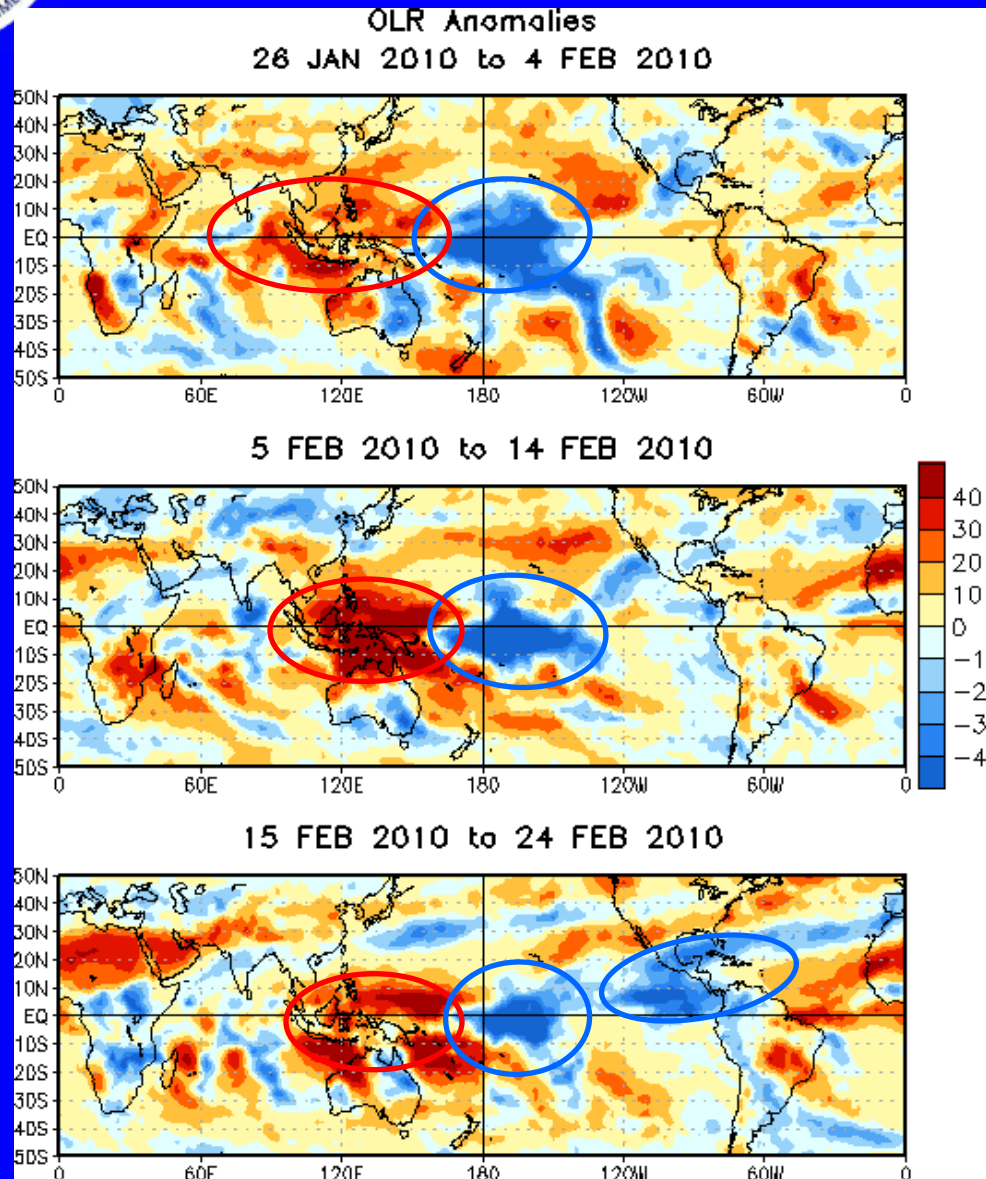 OLR Anomalies
26 JAN 2010 to 4 FEB 2010
50N
40N
30N
20N
10N
EQ
10S
20S
30S
40S
50S
0 60E 120E 180 120W 60W 0
5 FEB 2010 to 14 FEB 2010
50N
40N
30N
20N
10N
EQ
10S
20S
30S
40S
50S
0 60E 120E 180 120W 60W 0
40
30
20
10
0
-1
-2
-3
-4
15 FEB 2010 to 24 FEB 2010
50N
40N
30N
20N
10N
EQ
10S
20S
30S
40S
50S
0 60E 120E 180 120W 60W 0